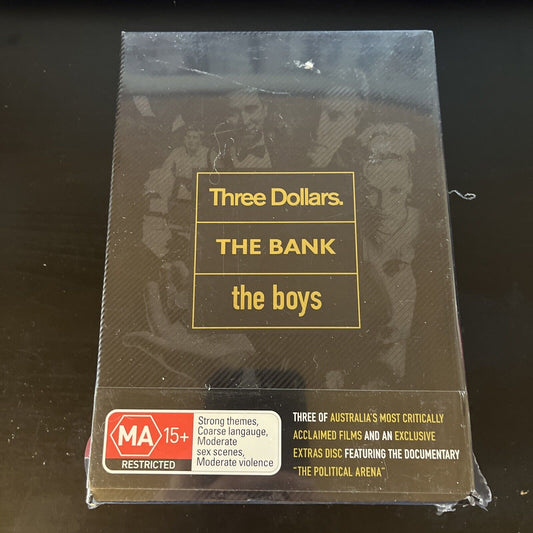 Three Dollars.
THE BANK
the boys
MA 15+
RESTRICTED
Strong themes,
Coarse langauge,
Moderate
sex scenes,
Moderate violence
THREE OF AUSTRALIA'S MOST CRITICALLY
ACCLAIMED FILMS AND AN EXCLUSIVE
EXTRAS DISC FEATURING THE DOCUMENTARY
"THE POLITICAL ARENA"